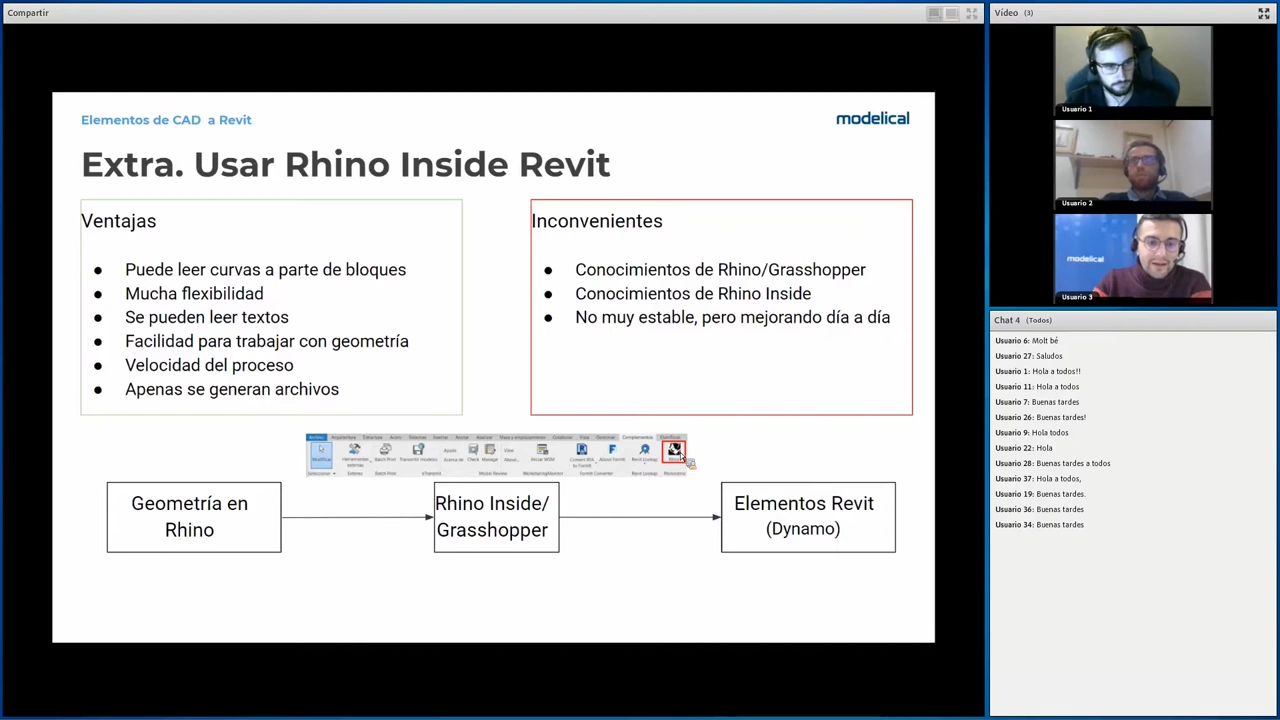 Compartir
Elementos de CAD a Revit
modelical
Extra. Usar Rhino Inside Revit
Ventajas
● Puede leer curvas a parte de bloques
● Mucha flexibilidad
● Se pueden leer textos
● Facilidad para trabajar con geometría
● Velocidad del proceso
● Apenas se generan archivos
Inconvenientes
● Conocimientos de Rhino/Grasshopper
● Conocimientos de Rhino Inside
● No muy estable, pero mejorando día a día
Geometría en
Rhino
Rhino Inside/
Grasshopper
Elementos Revit
(Dynamo)
Vídeo (3)
Usuario 1
Usuario 2
modelical
Usuario 3
Chat 4 (Todos)
Usuario 6: Molt bé
Usuario 27: Saludos
Usuario 1: Hola a todos!!
Usuario 11: Hola a todos
Usuario 7: Buenas tardes
Usuario 26: Buenas tardes!
Usuario 9: Hola todos
Usuario 22: Hola
Usuario 28: Buenas tardes a todos
Usuario 37: Hola a todos,
Usuario 19: Buenas tardes.
Usuario 36: Buenas tardes
Usuario 34: Buenas tardes